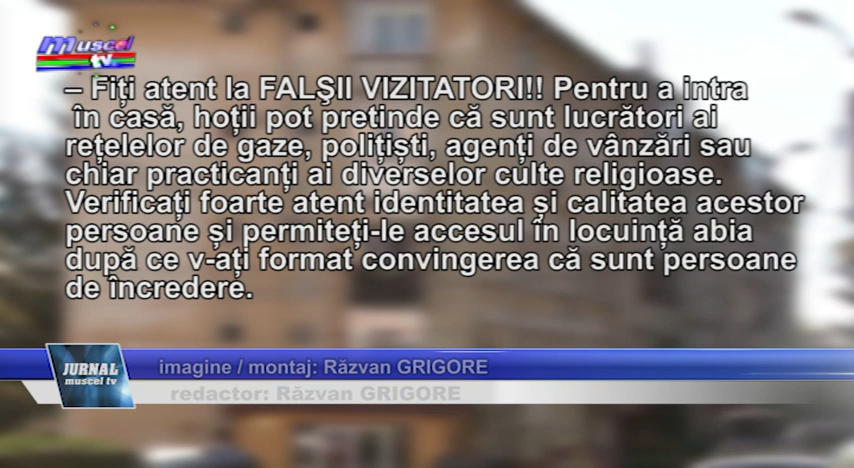 muscel
tv.
– Fiți atent la FALŞII VIZITATORI!! Pentru a intra
în casă, hoții pot pretinde că sunt lucrători ai
rețelelor de gaze, polițiști, agenți de vânzări sau
chiar practicanți ai diverselor culte religioase.
Verificați foarte atent identitatea și calitatea acestor
persoane și permiteți-le accesul în locuință abia
după ce v-ați format convingerea că sunt persoane
de încredere.
JURNAL
muscel tv
imagine / montaj: Răzvan GRIGORE
redactor: Răzvan GRIGORE